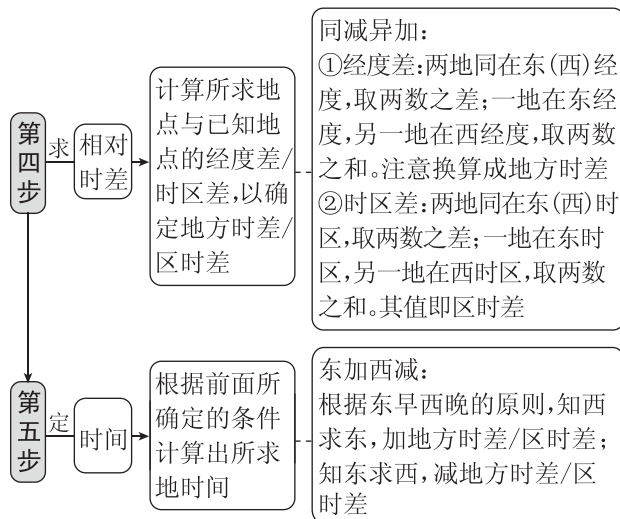 第四步
求
相对
时差
计算所求地
点与已知地
点的经度差/
时区差,以确
定地方时差/
区时差
同减异加:
①经度差:两地同在东(西)经
度,取两数之差;一地在东经
度,另一地在西经度,取两数
之和。注意换算成地方时差
②时区差:两地同在东(西)时
区,取两数之差;一地在东时
区,另一地在西时区,取两数
之和。其值即区时差
第五步
定
时间
根据前面所
确定的条件
计算出所求
地时间
东加西减:
根据东早西晚的原则,知西
求东,加地方时差/区时差;
知东求西,减地方时差/区
时差